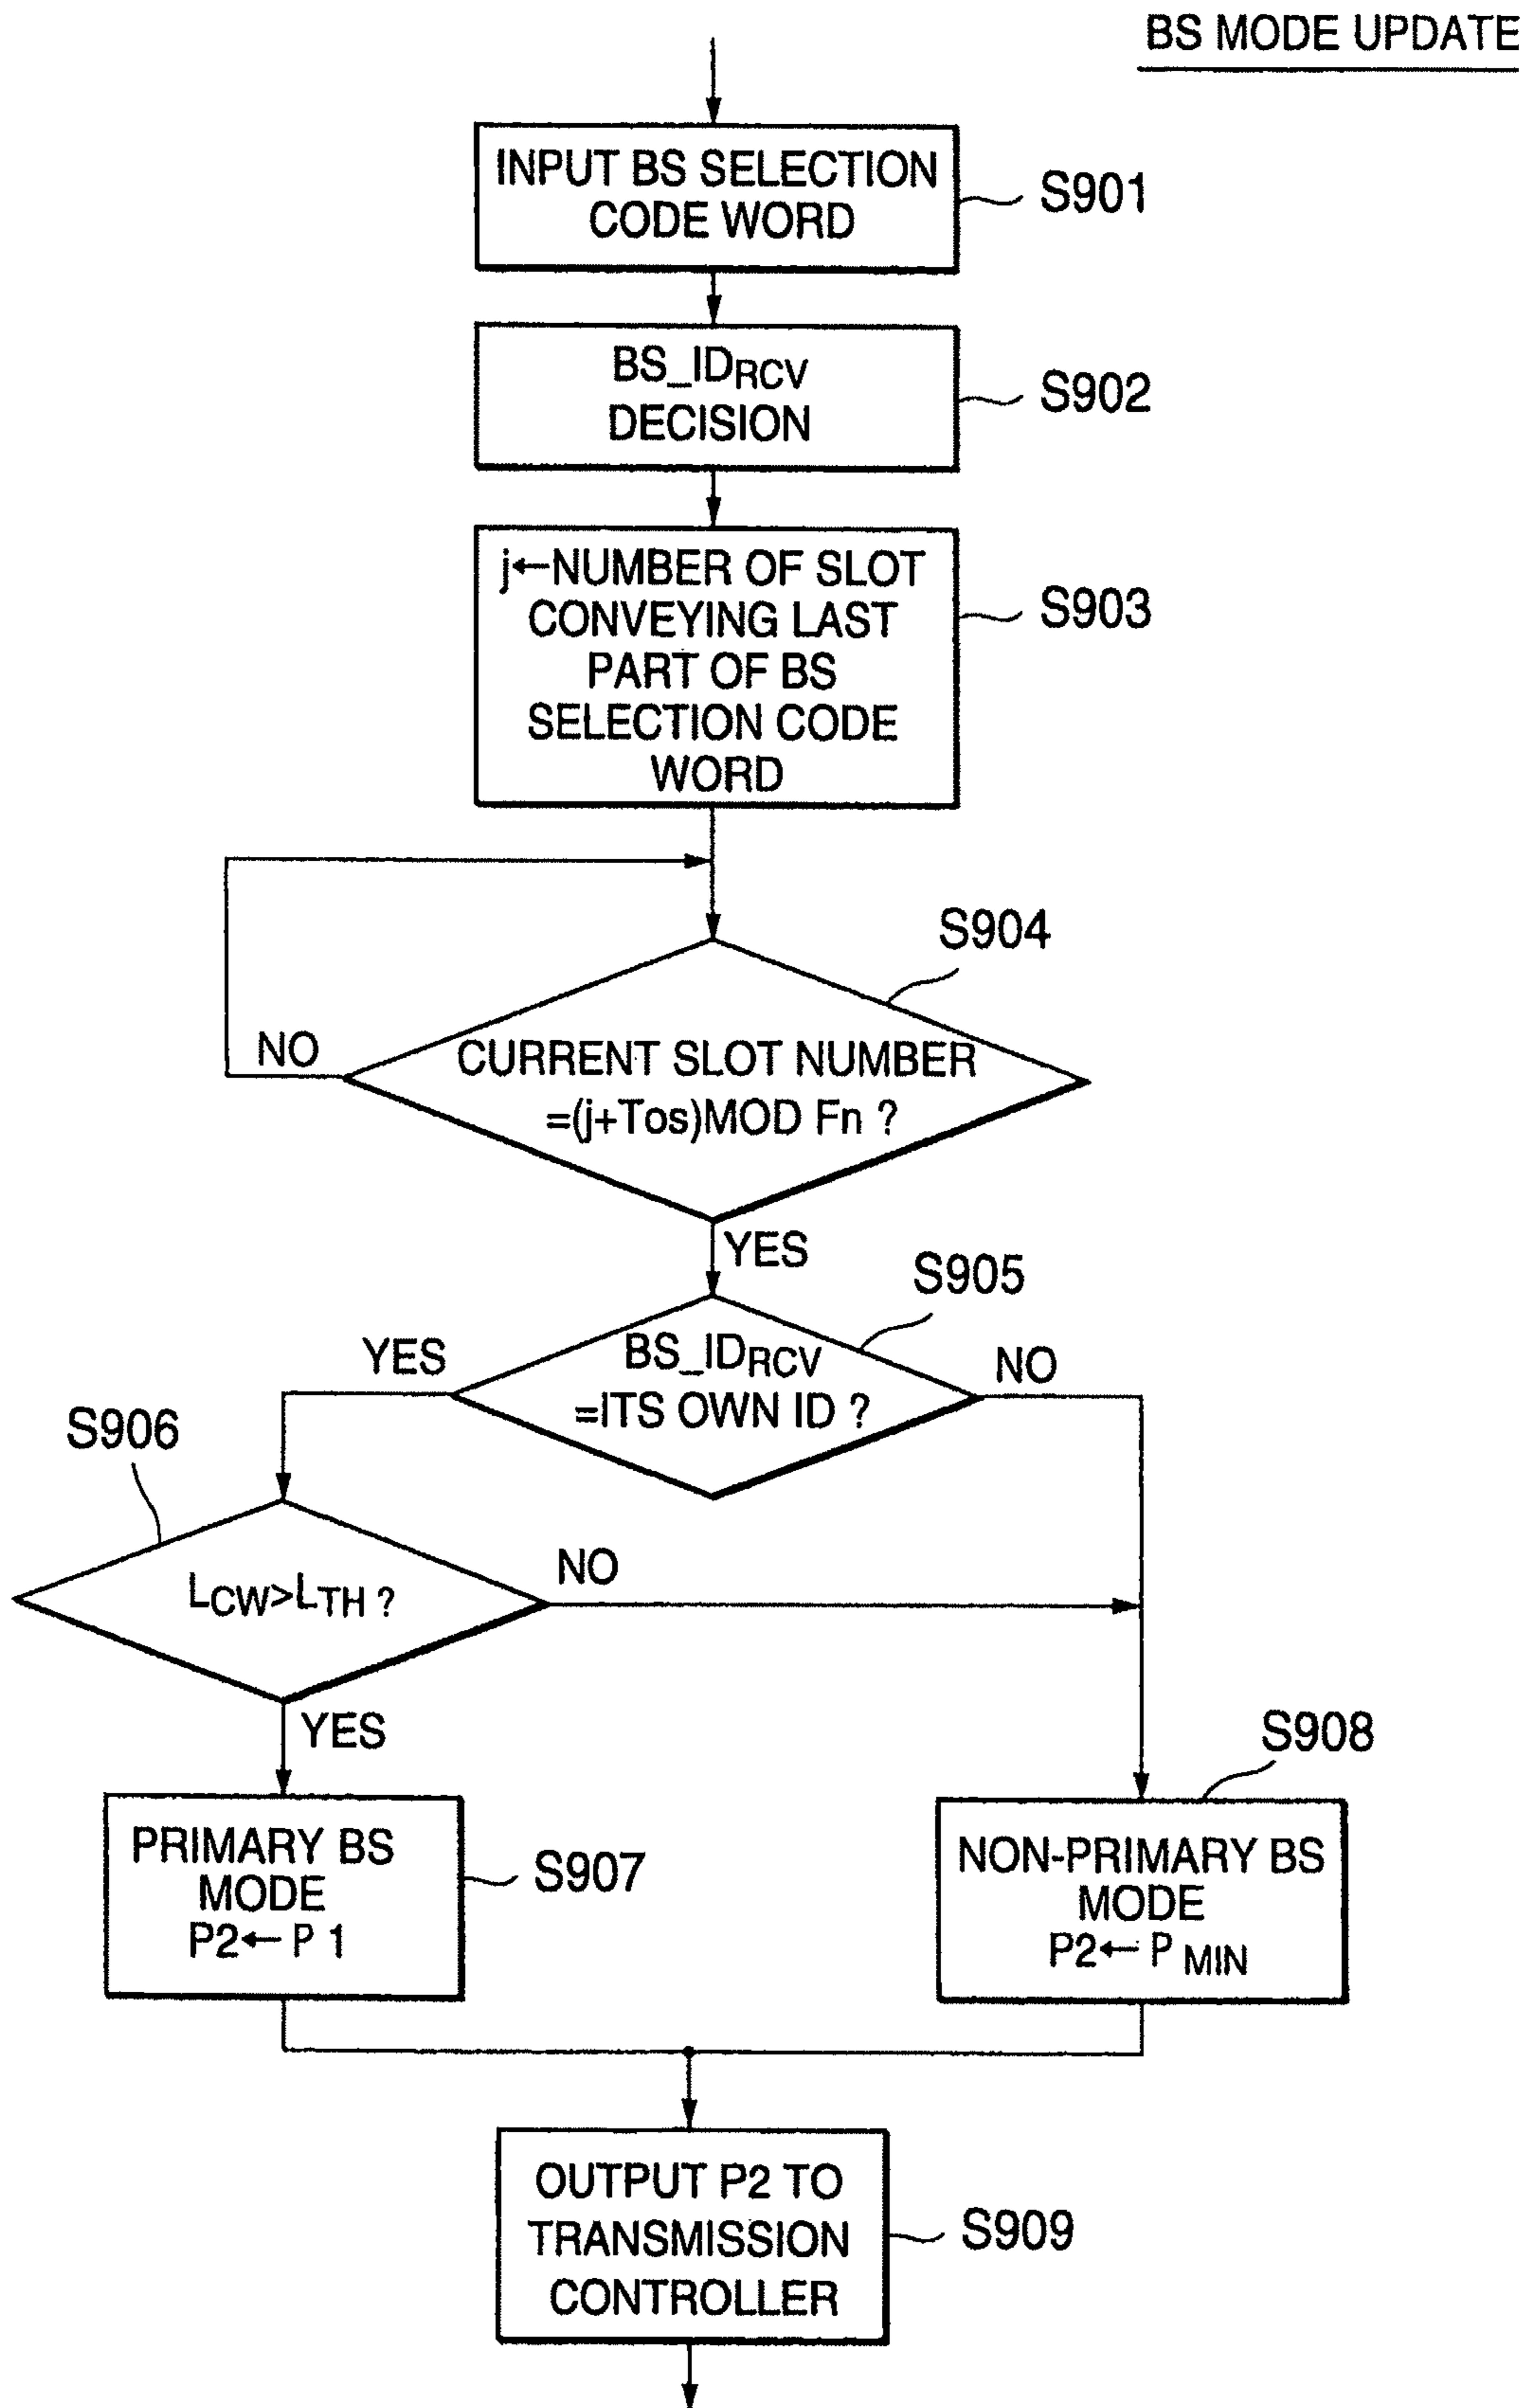 BS MODE UPDATE
INPUT BS SELECTION
CODE WORD
S901
BS_IDRCV
DECISION
S902
j←NUMBER OF SLOT
CONVEYING LAST
PART OF BS
SELECTION CODE
WORD
S903
S904
NO
CURRENT SLOT NUMBER
=(j+Tos)MOD Fn ?
YES
S905
YES
BS_IDRCV
=ITS OWN ID ?
NO
S906
LCW>LTH ?
NO
YES
S908
PRIMARY BS
MODE
P2← P 1
S907
NON-PRIMARY BS
MODE
P2← P MIN
OUTPUT P2 TO
TRANSMISSION
CONTROLLER
S909